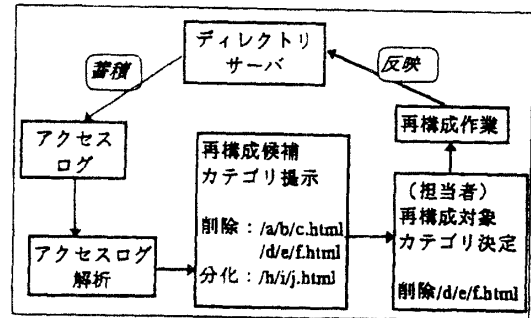 ディレクトリ
サーバ
蓄積
反映
アクセス
ログ
アクセスログ
解析
再構成候補
カテゴリ提示
削除：/a/b/c.html
/d/e/f.html
分化：/h/i/j.html
（担当者）
再構成対象
カテゴリ決定
削除/d/e/f.html
再構成作業